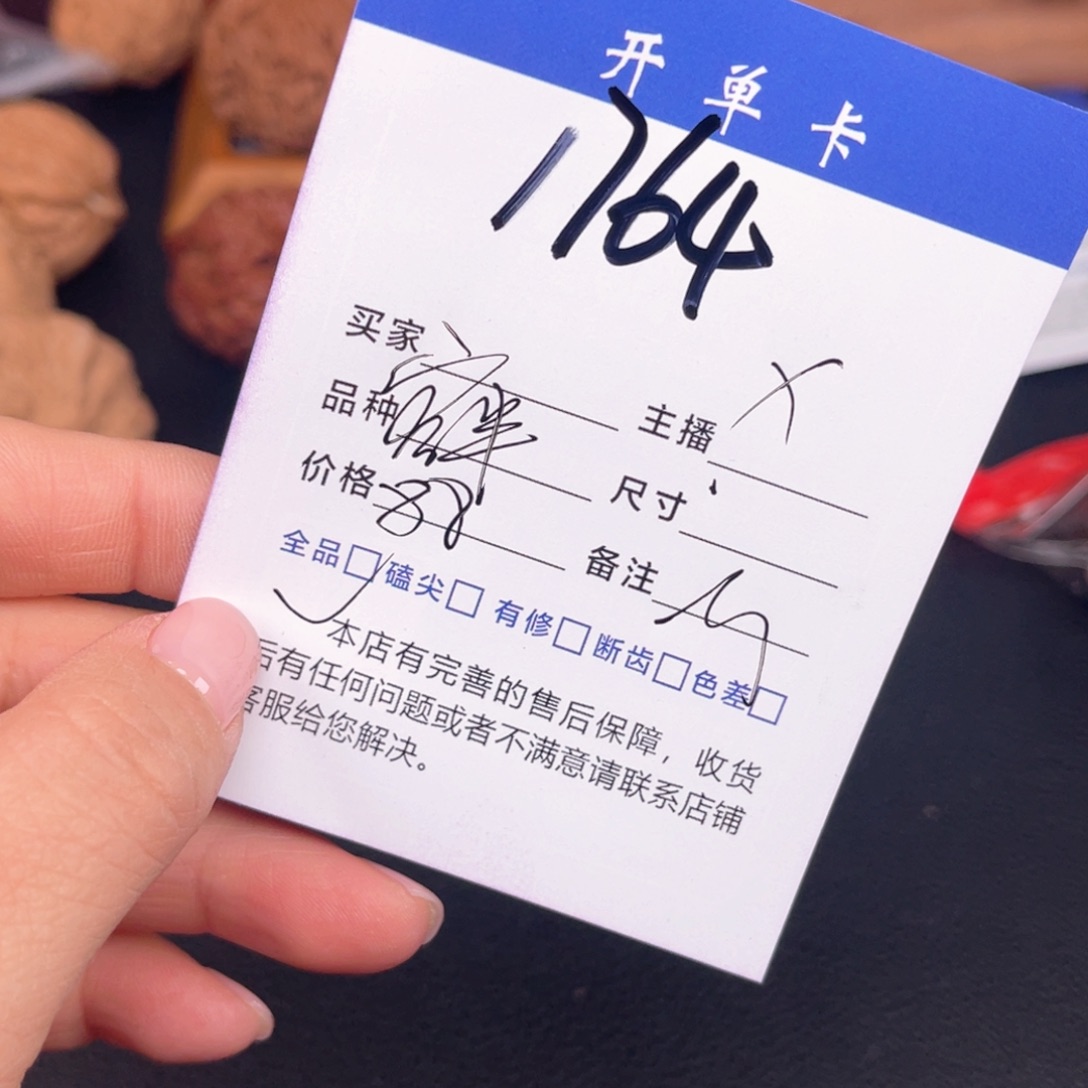 开单卡
1764
买家 主播 X
品种 尺寸
价格 88 备注
全品□ 磕尖□ 有修□ 断齿□ 色差□
本店有完善的售后保障，收货
后有任何问题或者不满意请联系店铺
客服给您解决。